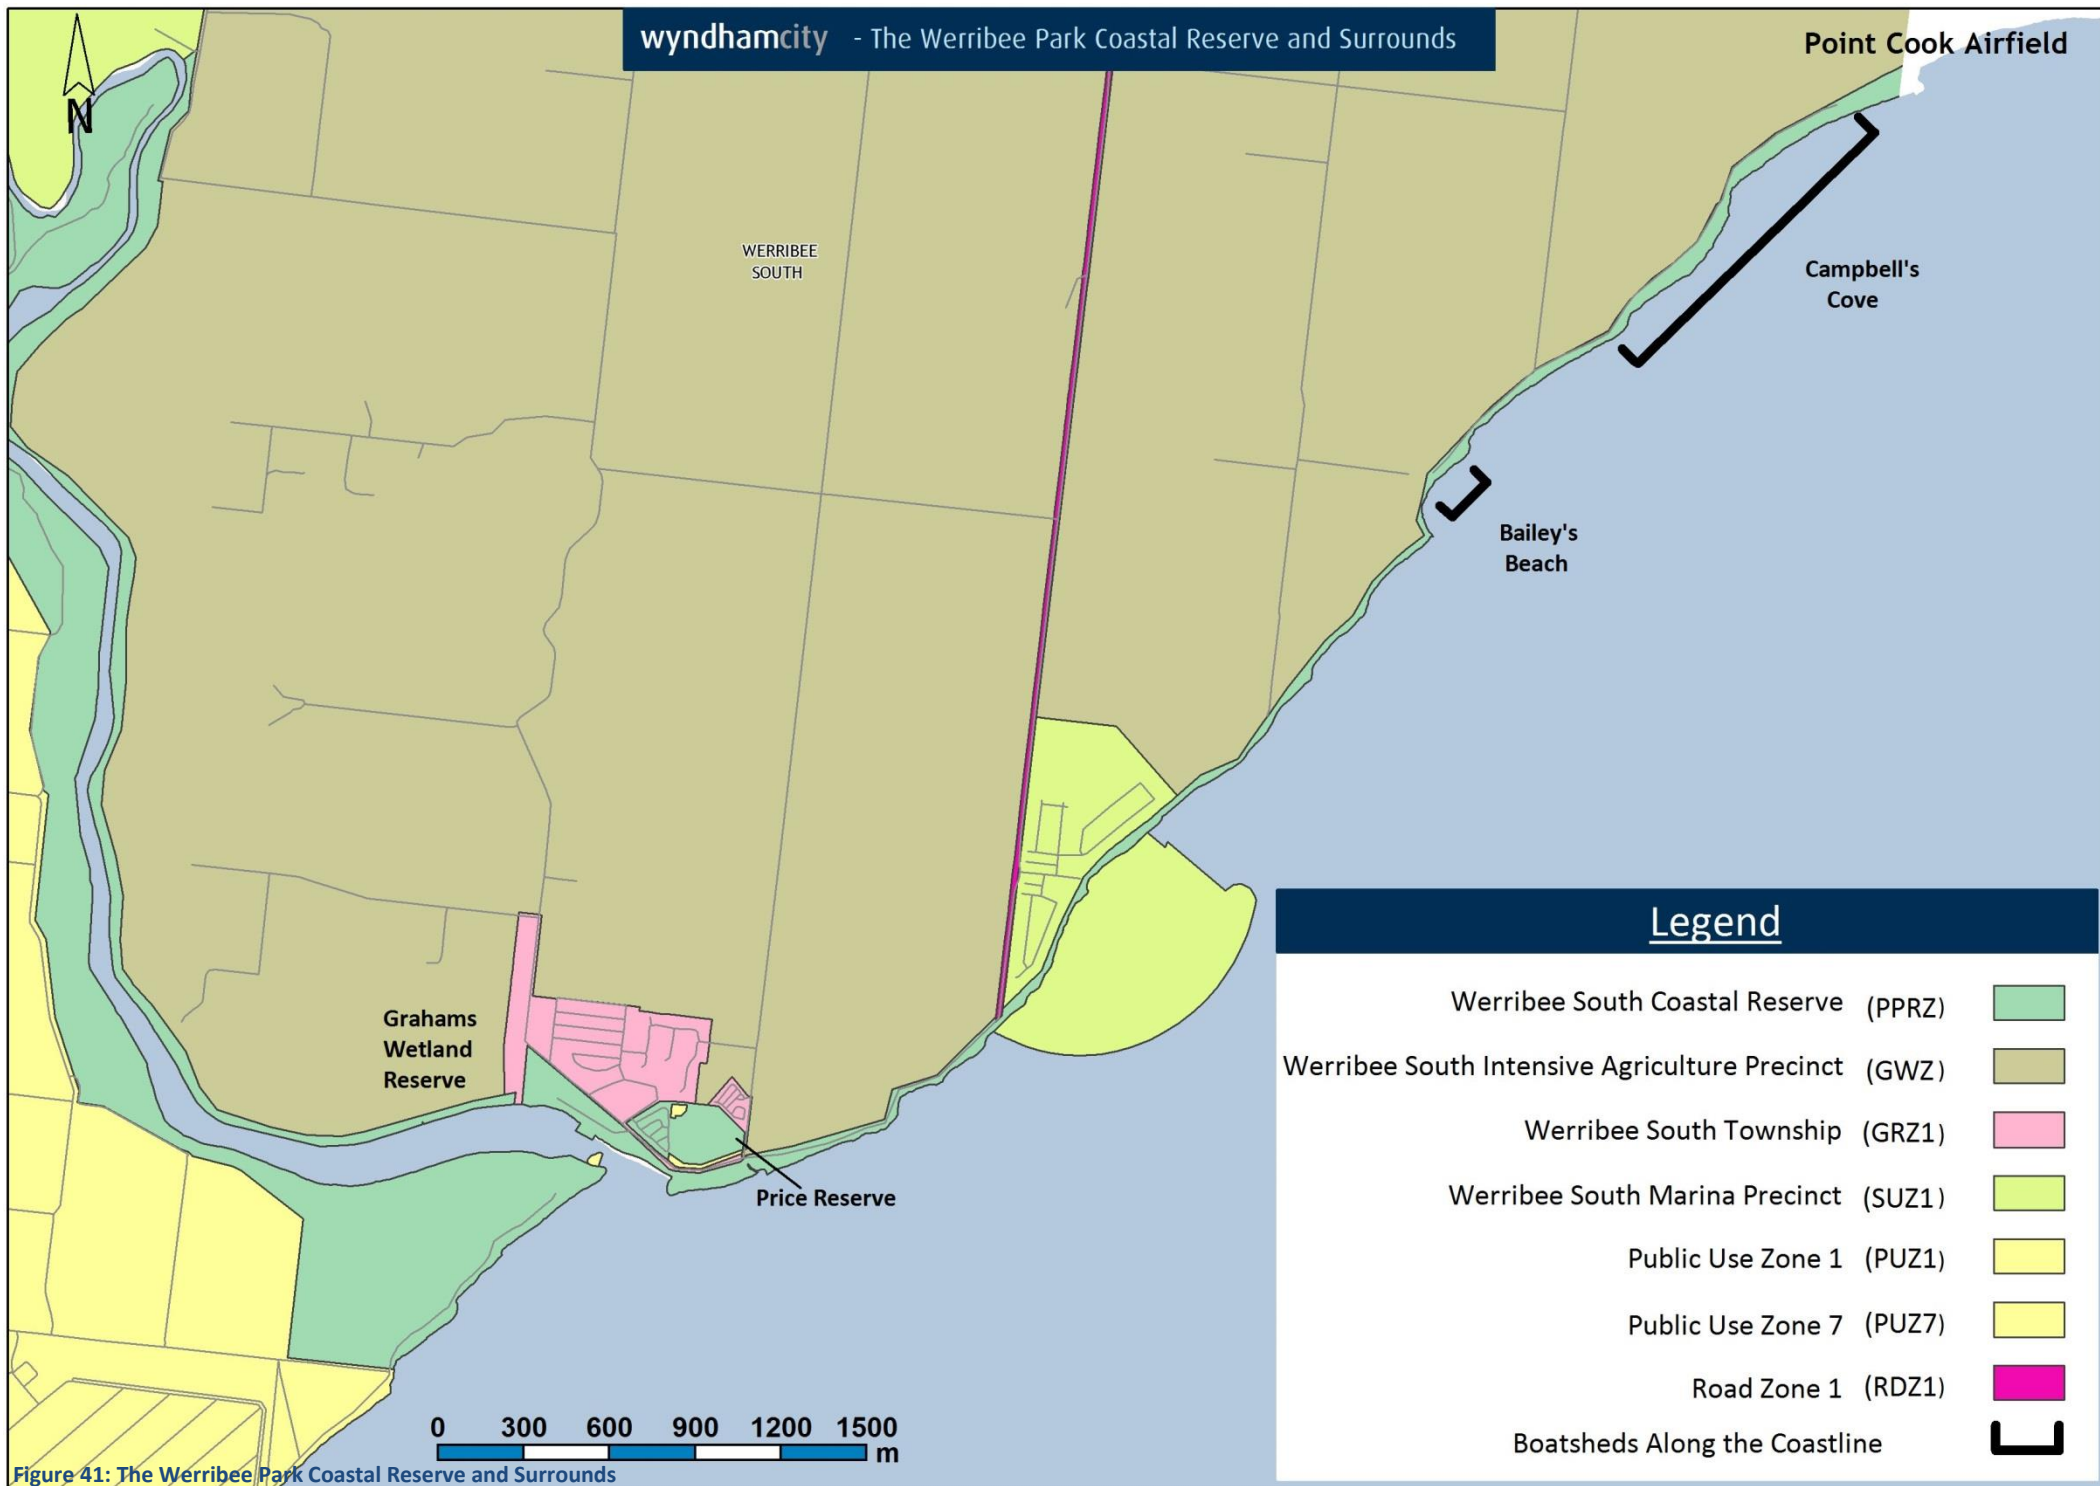 wyndhamcity - The Werribee Park Coastal Reserve and Surrounds
Point Cook Airfield
N
WERRIBEE
SOUTH
Campbell's
Cove
Bailey's
Beach
Grahams
Wetland
Reserve
Price Reserve
Legend
Werribee South Coastal Reserve (PPRZ)
Werribee South Intensive Agriculture Precinct (GWZ)
Werribee South Township (GRZ1)
Werribee South Marina Precinct (SUZ1)
Public Use Zone 1 (PUZ1)
Public Use Zone 7 (PUZ7)
Road Zone 1 (RDZ1)
Boatsheds Along the Coastline
0 300 600 900 1200 1500
m
Figure 41: The Werribee Park Coastal Reserve and Surrounds